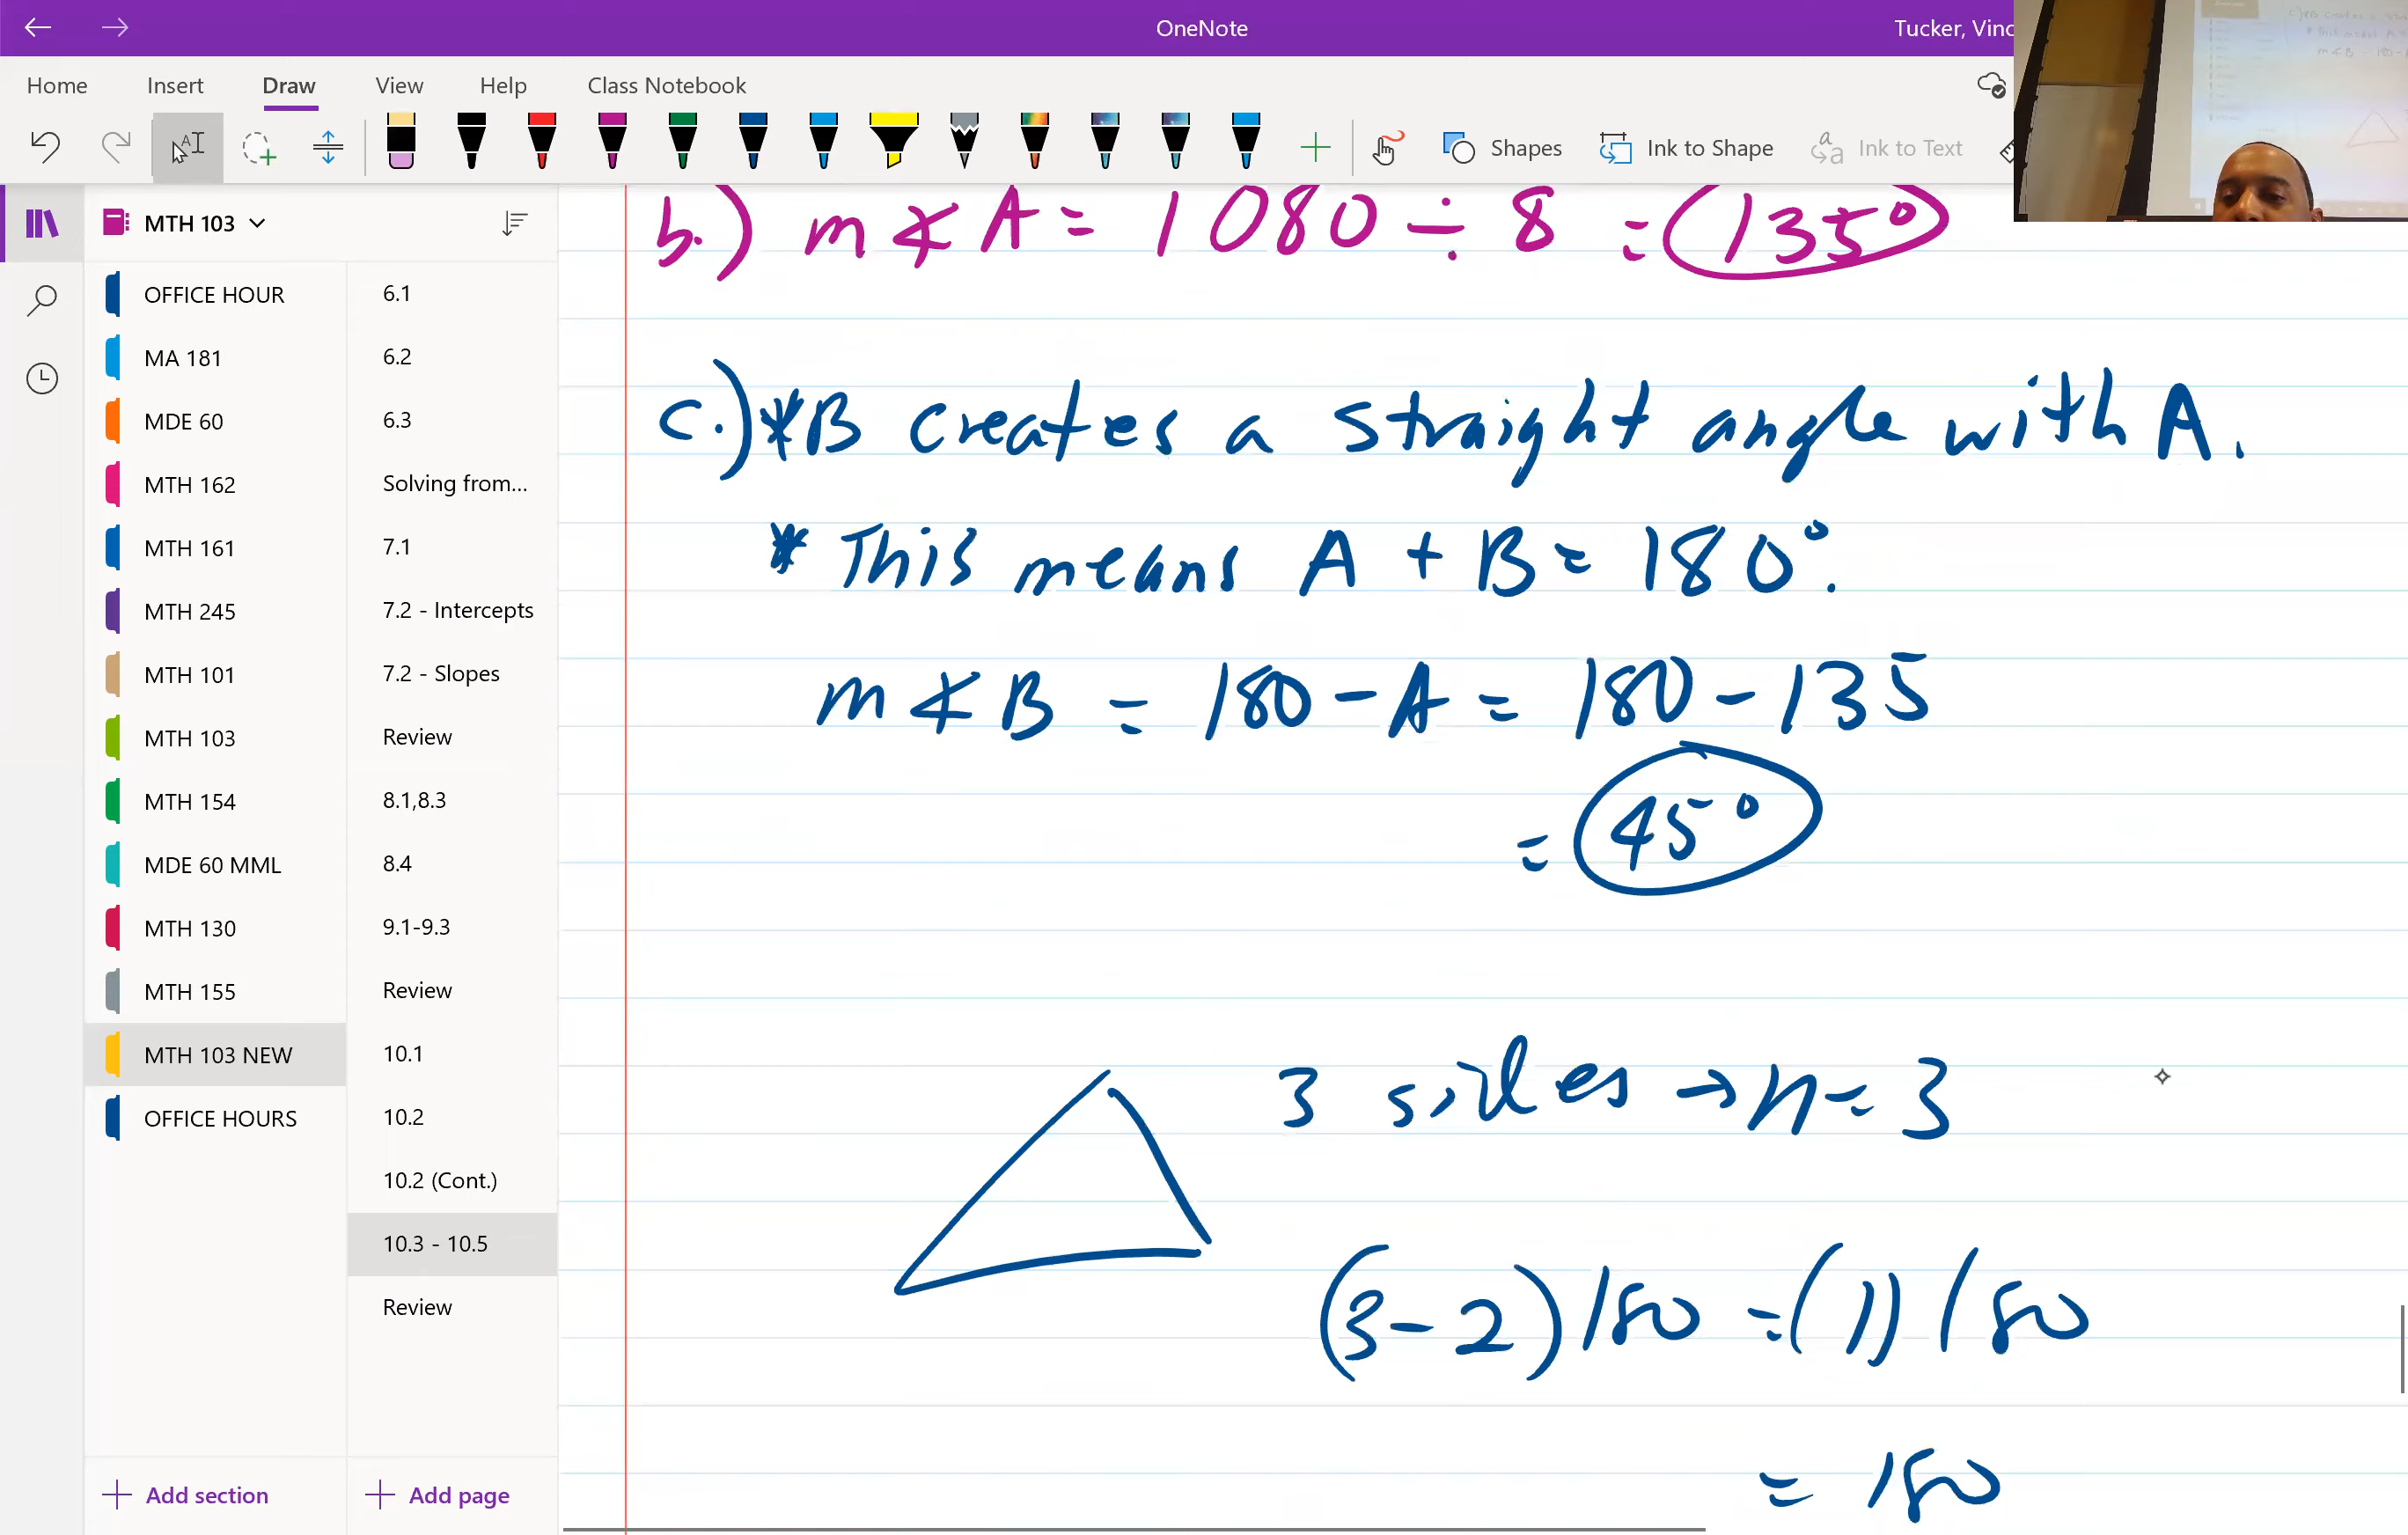 OneNote
Tucker, Vinc
Home Insert Draw View Help Class Notebook
Shapes Ink to Shape Ink to Text
MTH 103
OFFICE HOUR
MA 181
MDE 60
MTH 162
MTH 161
MTH 245
MTH 101
MTH 103
MTH 154
MDE 60 MML
MTH 130
MTH 155
MTH 103 NEW
OFFICE HOURS
Add section
6.1
6.2
6.3
Solving from...
7.1
7.2 - Intercepts
7.2 - Slopes
Review
8.1,8.3
8.4
9.1-9.3
Review
10.1
10.2
10.2 (Cont.)
10.3 - 10.5
Review
Add page
b.) m∡A = 1080 ÷ 8 = 135°
c.) *B creates a straight angle with A.
* This means A + B = 180°.
m∡B = 180 - A = 180 - 135
= 45°
3 sides → n = 3
(3-2)180 = (1)180
= 180